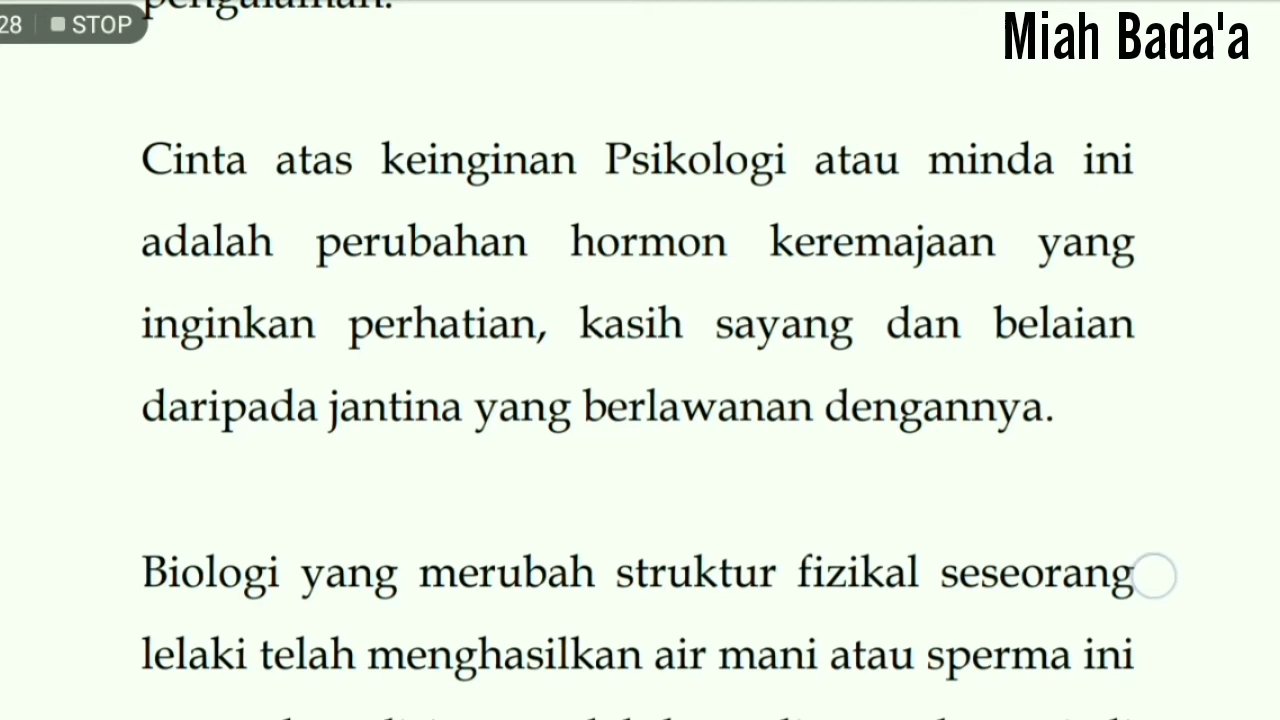 pengalaman.
28 STOP
Miah Bada'a
Cinta atas keinginan Psikologi atau minda ini
adalah perubahan hormon keremajaan yang
inginkan perhatian, kasih sayang dan belaian
daripada jantina yang berlawanan dengannya.
Biologi yang merubah struktur fizikal seseorang
lelaki telah menghasilkan air mani atau sperma ini